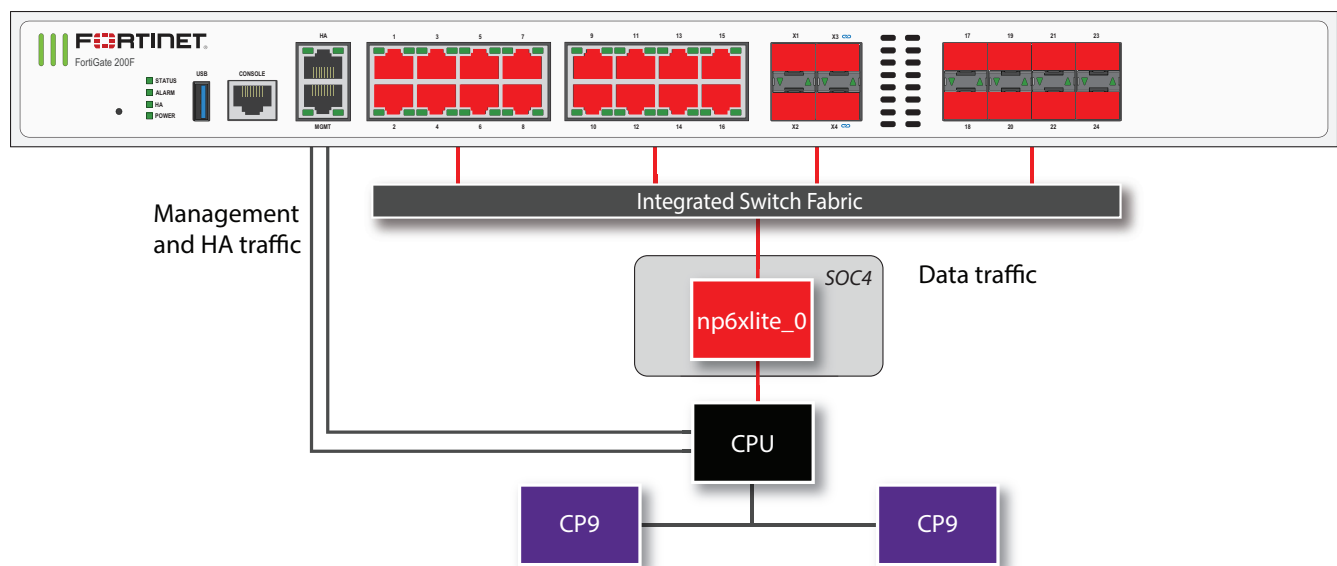 FORTINET
FortiGate 200F
STATUS
ALARM
HA
POWER
USB
CONSOLE
HA
MGMT
1 3 5 7
2 4 6 8
9 11 13 15
10 12 14 16
X1 X3
X2 X4
17 19 21 23
18 20 22 24
Integrated Switch Fabric
Management
and HA traffic
SOC4
Data traffic
np6xlite_0
CPU
CP9
CP9